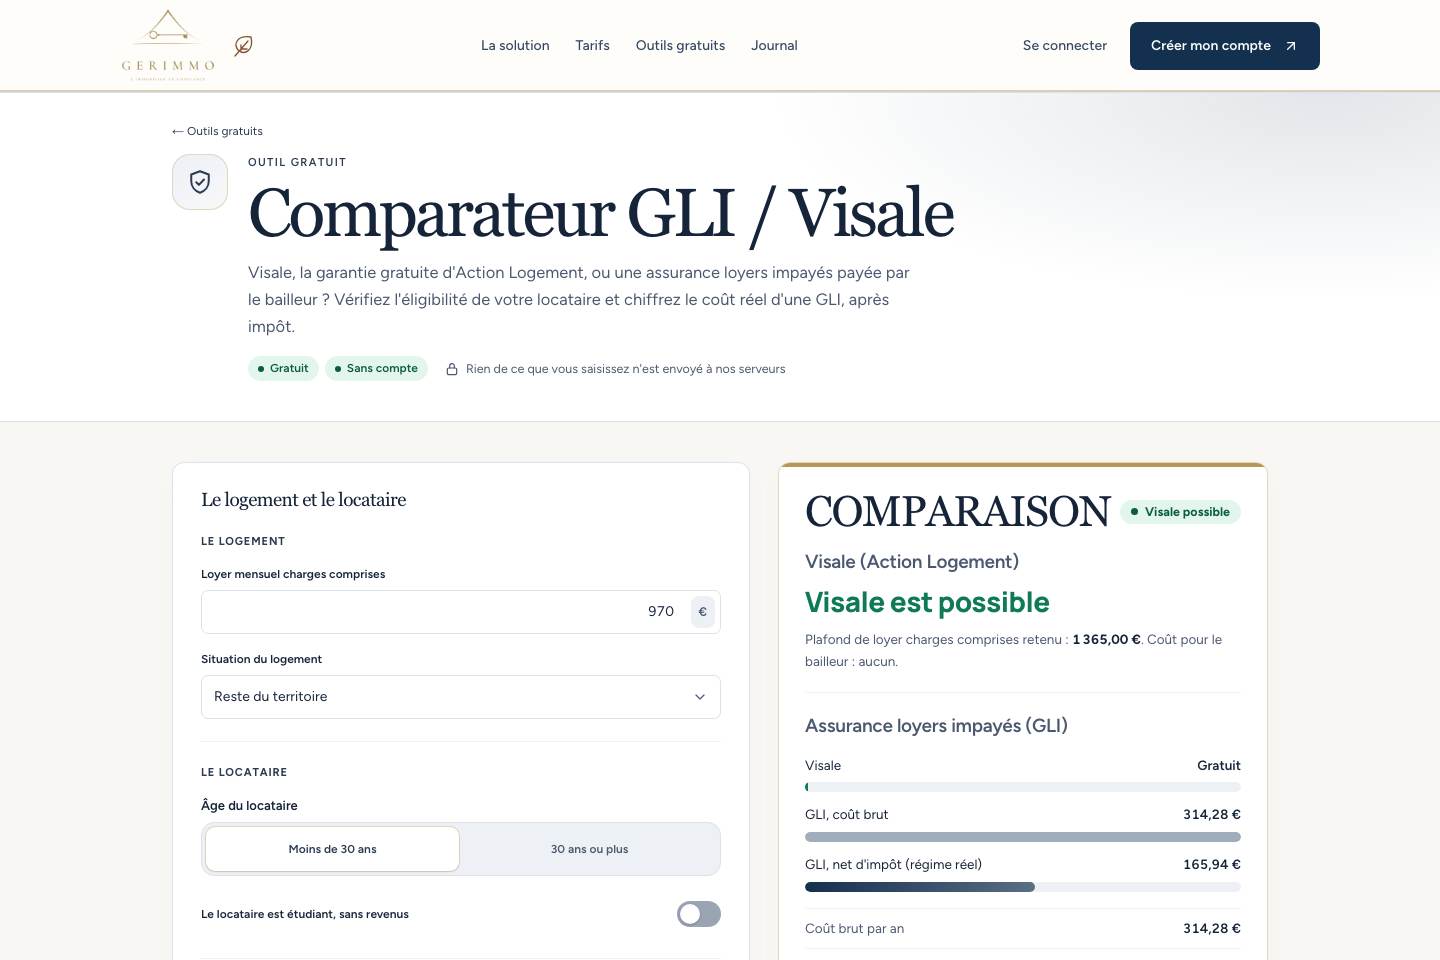 GERIMMO
La solution
Tarifs
Outils gratuits
Journal
Se connecter
Créer mon compte
← Outils gratuits
OUTIL GRATUIT
Comparateur GLI / Visale
Visale, la garantie gratuite d'Action Logement, ou une assurance loyers impayés payée par
le bailleur ? Vérifiez l'éligibilité de votre locataire et chiffrez le coût réel d'une GLI, après
impôt.
Gratuit
Sans compte
Rien de ce que vous saisissez n'est envoyé à nos serveurs
Le logement et le locataire
LE LOGEMENT
Loyer mensuel charges comprises
970 €
Situation du logement
Reste du territoire
LE LOCATAIRE
Âge du locataire
Moins de 30 ans
30 ans ou plus
Le locataire est étudiant, sans revenus
COMPARAISON
Visale possible
Visale (Action Logement)
Visale est possible
Plafond de loyer charges comprises retenu : 1 365,00 €. Coût pour le
bailleur : aucun.
Assurance loyers impayés (GLI)
Visale Gratuit
GLI, coût brut 314,28 €
GLI, net d'impôt (régime réel) 165,94 €
Coût brut par an 314,28 €